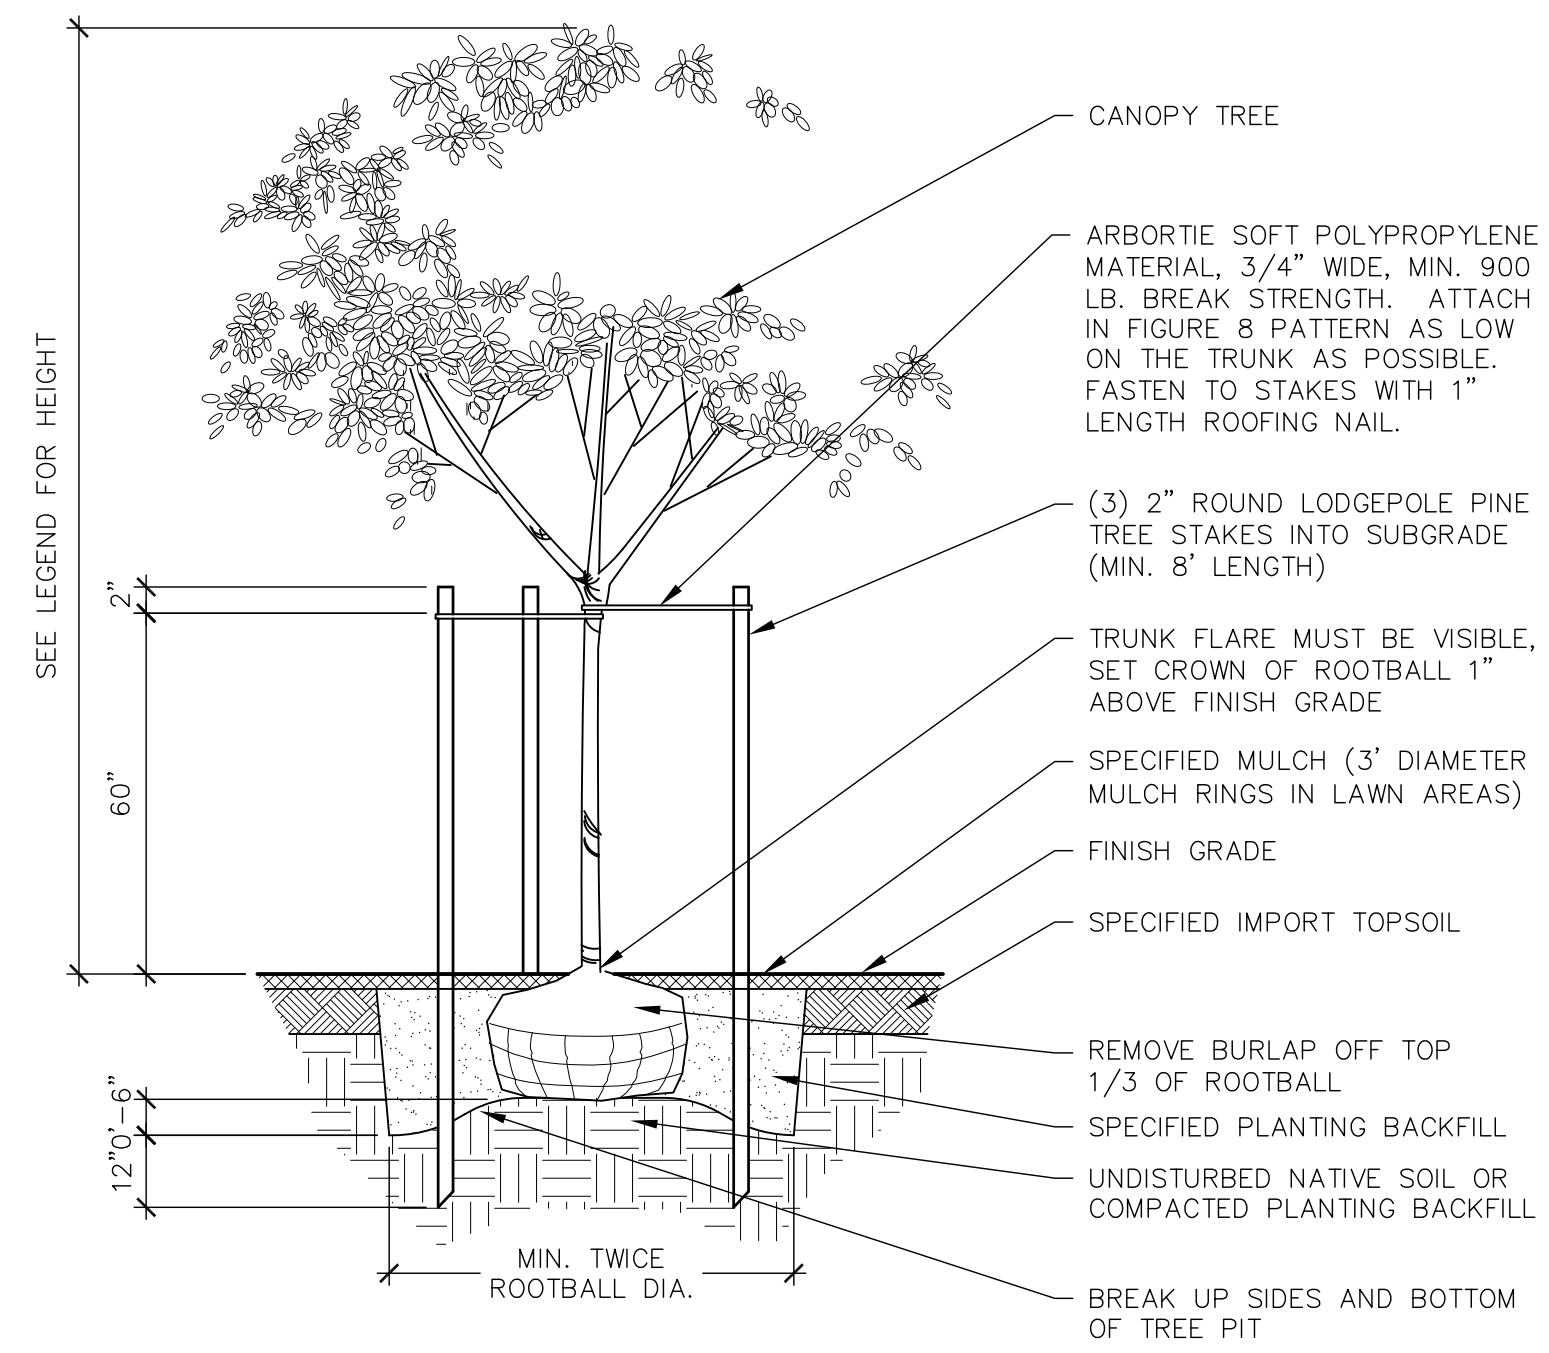 CANOPY TREE
ARBORTIE SOFT POLYPROPYLENE
MATERIAL, 3/4” WIDE, MIN. 900
LB. BREAK STRENGTH. ATTACH
IN FIGURE 8 PATTERN AS LOW
ON THE TRUNK AS POSSIBLE.
FASTEN TO STAKES WITH 1”
LENGTH ROOFING NAIL.
(3) 2” ROUND LODGEPOLE PINE
TREE STAKES INTO SUBGRADE
(MIN. 8’ LENGTH)
TRUNK FLARE MUST BE VISIBLE,
SET CROWN OF ROOTBALL 1”
ABOVE FINISH GRADE
SPECIFIED MULCH (3’ DIAMETER
MULCH RINGS IN LAWN AREAS)
FINISH GRADE
SPECIFIED IMPORT TOPSOIL
REMOVE BURLAP OFF TOP
1/3 OF ROOTBALL
SPECIFIED PLANTING BACKFILL
UNDISTURBED NATIVE SOIL OR
COMPACTED PLANTING BACKFILL
BREAK UP SIDES AND BOTTOM
OF TREE PIT
SEE LEGEND FOR HEIGHT
2”
60”
0’-6”
12”
MIN. TWICE
ROOTBALL DIA.